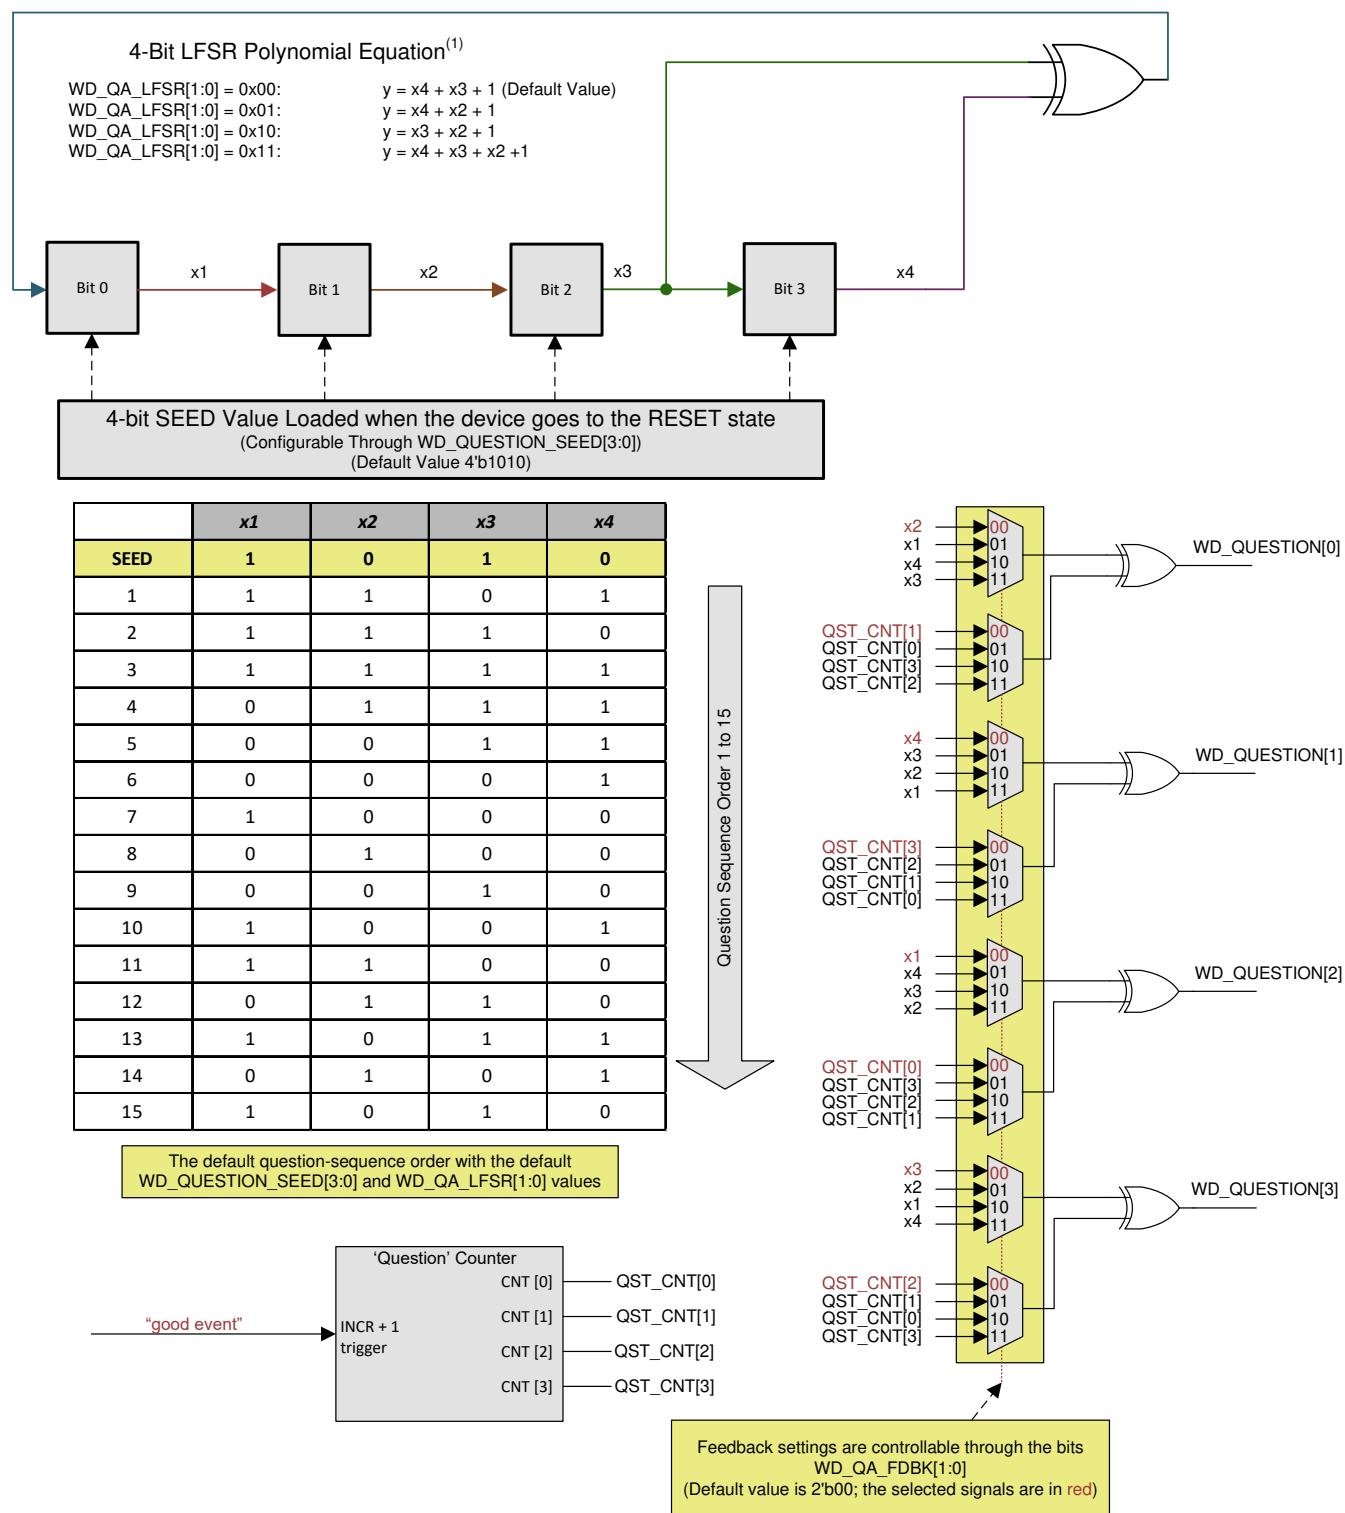 4-Bit LFSR Polynomial Equation(1)
WD_QA_LFSR[1:0] = 0x00: y = x4 + x3 + 1 (Default Value)
WD_QA_LFSR[1:0] = 0x01: y = x4 + x2 + 1
WD_QA_LFSR[1:0] = 0x10: y = x3 + x2 + 1
WD_QA_LFSR[1:0] = 0x11: y = x4 + x3 + x2 +1
Bit 0 x1 Bit 1 x2 Bit 2 x3 Bit 3 x4
4-bit SEED Value Loaded when the device goes to the RESET state
(Configurable Through WD_QUESTION_SEED[3:0])
(Default Value 4'b1010)
x1 x2 x3 x4
SEED 1 0 1 0
1 1 1 0 1
2 1 1 1 0
3 1 1 1 1
4 0 1 1 1
5 0 0 1 1
6 0 0 0 1
7 1 0 0 0
8 0 1 0 0
9 0 0 1 0
10 1 0 0 1
11 1 1 0 0
12 0 1 1 0
13 1 0 1 1
14 0 1 0 1
15 1 0 1 0
Question Sequence Order 1 to 15
The default question-sequence order with the default
WD_QUESTION_SEED[3:0] and WD_QA_LFSR[1:0] values
x2 00
x1 01
x4 10
x3 11
WD_QUESTION[0]
QST_CNT[1] 00
QST_CNT[0] 01
QST_CNT[3] 10
QST_CNT[2] 11
x4 00
x3 01
x2 10
x1 11
WD_QUESTION[1]
QST_CNT[3] 00
QST_CNT[2] 01
QST_CNT[1] 10
QST_CNT[0] 11
x1 00
x4 01
x3 10
x2 11
WD_QUESTION[2]
QST_CNT[0] 00
QST_CNT[3] 01
QST_CNT[2] 10
QST_CNT[1] 11
x3 00
x2 01
x1 10
x4 11
WD_QUESTION[3]
QST_CNT[2] 00
QST_CNT[1] 01
QST_CNT[0] 10
QST_CNT[3] 11
'Question' Counter
"good event"
INCR + 1
trigger
CNT [0] QST_CNT[0]
CNT [1] QST_CNT[1]
CNT [2] QST_CNT[2]
CNT [3] QST_CNT[3]
Feedback settings are controllable through the bits
WD_QA_FDBK[1:0]
(Default value is 2'b00; the selected signals are in red)